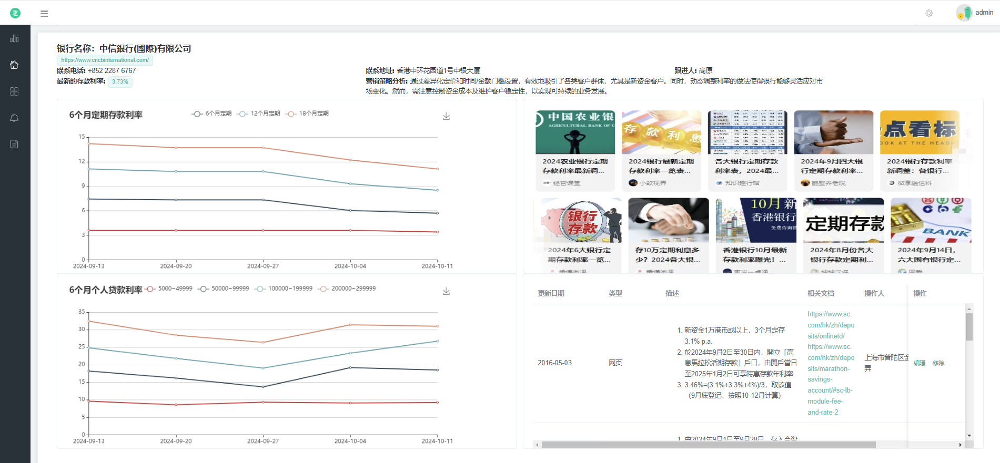 admin
银行名称：中信銀行(國際)有限公司
https://www.cncbinternational.com/
联系电话: +852 2287 6767
联系地址: 香港中环花园道1号中银大厦
跟进人: 高原
最新的存款利率: 3.73%
营销策略分析: 通过差异化定价和时间/金额门槛设置，有效地吸引了各类客户群体，尤其是新资金客户。同时，动态调整利率的做法使得银行能够灵活应对市
场变化。然而，需注意控制资金成本及维护客户稳定性，以实现可持续的业务发展。
6个月定期存款利率
6个月定期 12个月定期 18个月定期
15
12
9
6
3
0
2024-09-13 2024-09-20 2024-09-27 2024-10-04 2024-10-11
中国农业银
AGRICULTURAL BANK OF C
2024农业银行定期
存款利率最新调...
经管课堂
存款利息
2024银行最新定期
存款利率一览表...
小歆视界
各大银行定期存款
利率表，2024最...
知识趣行馆
2024年9月四大银
行定期存款利率...
鹤壁养老院
点看标
OOK AT THE HEADI
2024银行存款利率
新调整：各银行...
微享融信科
银行
存款
2024年6大银行定
期存款利率一览...
存10万定期利息多
少？2024各大银...
10月新
香港银行
免费咨询
香港银行10月最新
存款利率曝光！...
定期存款
2024年8月份各大
银行存款定期利...
BANK
2024年9月14日，
六大国有银行定...
6个月个人贷款利率
5000~49999 50000~99999 100000~199999 200000~299999
35
30
25
20
15
10
5
0
2024-09-13 2024-09-20 2024-09-27 2024-10-04 2024-10-11
更新日期 类型 描述 相关文档 操作人 操作
2016-05-03
网页
1. 新资金1万港币或以上，3个月定存
3.1% p.a.
2. 於2024年9月2日至30日内，開立「高
息馬拉松活期存款」戶口，由開戶當日
至2025年1月2日可享特惠存款年利率
3. 3.46%=(3.1%+3.3%+4%)/3，取该值
（9月底登记，按照10-12月计算）
https://www.sc.
com/hk/zh/depo
sits/onlinetd/
https://www.sc.
com/hk/zh/depo
sits/marathon-
savings-
account/#sc-lb-
module-fee-
and-rate-2
上海市普陀区金
弄
编辑 移除
1. 由2024年9月1日至9月28日，存入合資